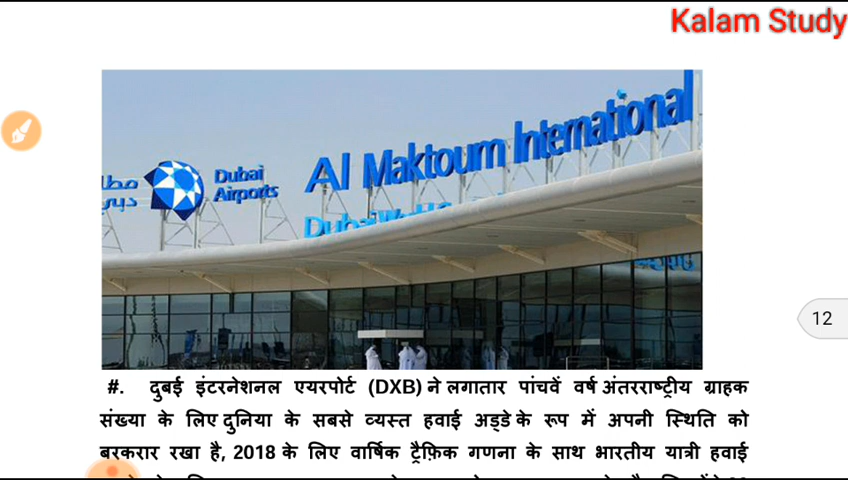 Kalam Study
Al Maktoum International
Dubai
Airports
دبي
#. दुबई इंटरनेशनल एयरपोर्ट (DXB) ने लगातार पांचवें वर्ष अंतरराष्ट्रीय ग्राहक
संख्या के लिए दुनिया के सबसे व्यस्त हवाई अड्डे के रूप में अपनी स्थिति को
12
बरकरार रखा है, 2018 के लिए वार्षिक ट्रैफ़िक गणना के साथ भारतीय यात्री हवाई